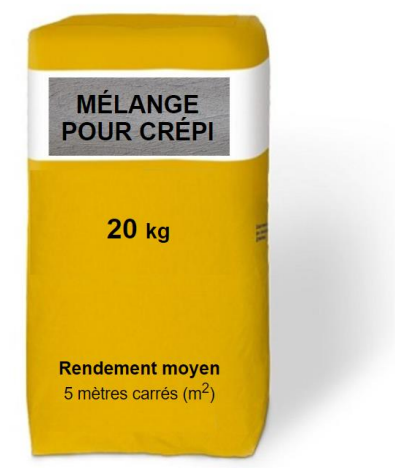 MÉLANGE
POUR CRÉPI
20 kg
Rendement moyen
5 mètres carrés (m²)